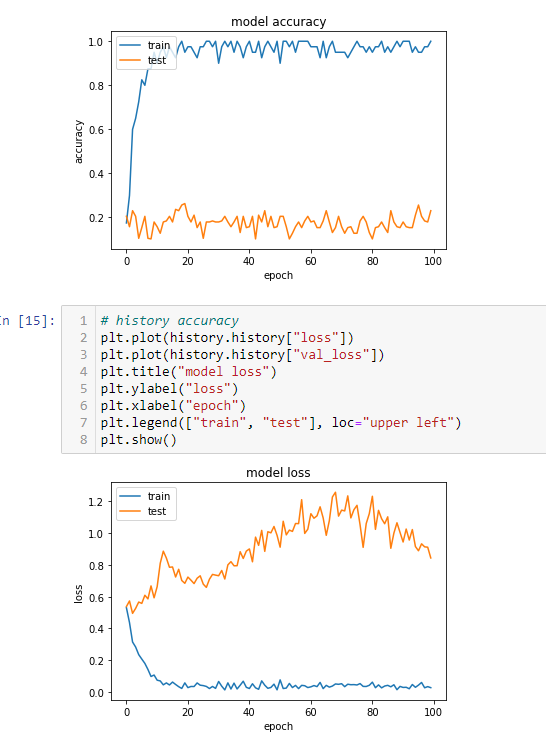 model accuracy
1.0
train
test
0.8
0.6
0.4
0.2
accuracy
0
20
40
60
80
100
epoch
n [15]:
1 # history accuracy
2 plt.plot(history.history["loss"])
3 plt.plot(history.history["val_loss"])
4 plt.title("model loss")
5 plt.ylabel("loss")
6 plt.xlabel("epoch")
7 plt.legend(["train", "test"], loc="upper left")
8 plt.show()
model loss
train
test
1.2
1.0
0.8
0.6
0.4
0.2
0.0
loss
0
20
40
60
80
100
epoch